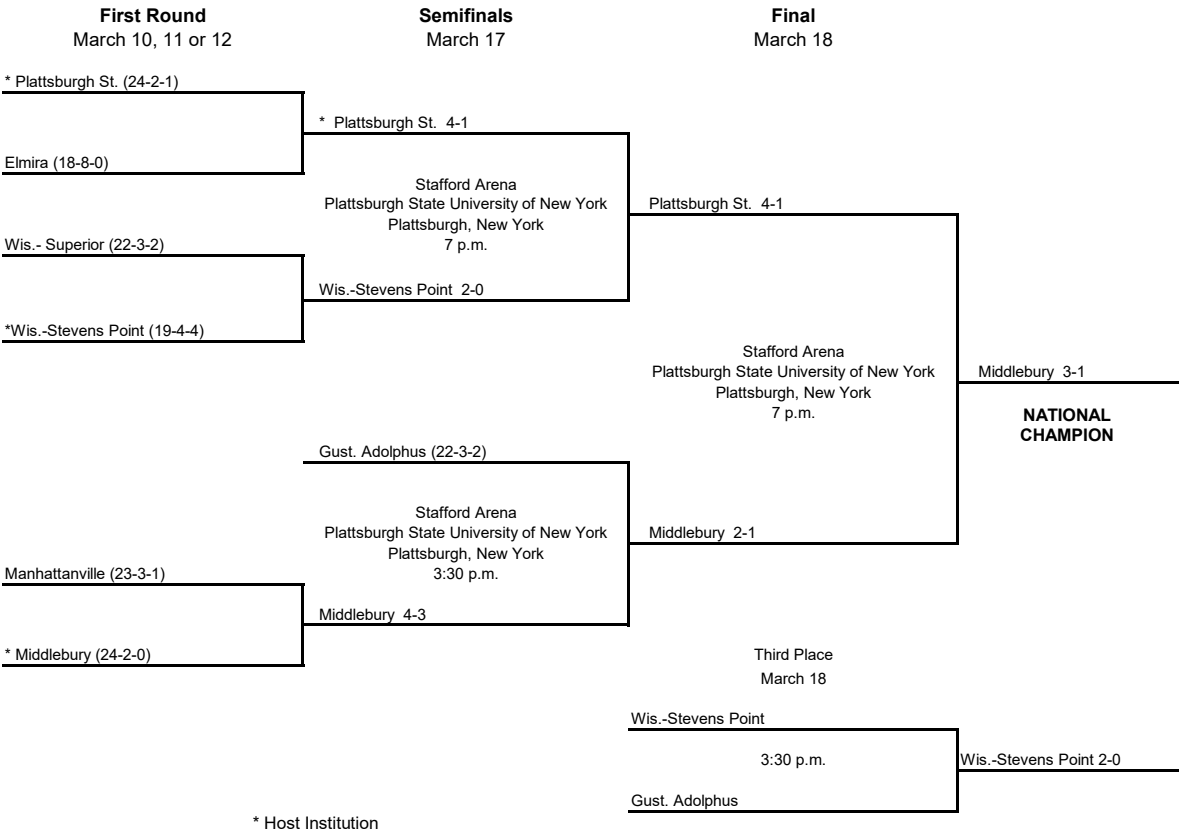 First Round
March 10, 11 or 12
Semifinals
March 17
Final
March 18
* Plattsburgh St. (24-2-1)
Elmira (18-8-0)
Wis.- Superior (22-3-2)
*Wis.-Stevens Point (19-4-4)
Manhattanville (23-3-1)
* Middlebury (24-2-0)
* Plattsburgh St. 4-1
Stafford Arena
Plattsburgh State University of New York
Plattsburgh, New York
7 p.m.
Wis.-Stevens Point 2-0
Gust. Adolphus (22-3-2)
Stafford Arena
Plattsburgh State University of New York
Plattsburgh, New York
3:30 p.m.
Middlebury 4-3
Plattsburgh St. 4-1
Stafford Arena
Plattsburgh State University of New York
Plattsburgh, New York
7 p.m.
Middlebury 2-1
Middlebury 3-1
NATIONAL
CHAMPION
Third Place
March 18
Wis.-Stevens Point
3:30 p.m.
Gust. Adolphus
Wis.-Stevens Point 2-0
* Host Institution